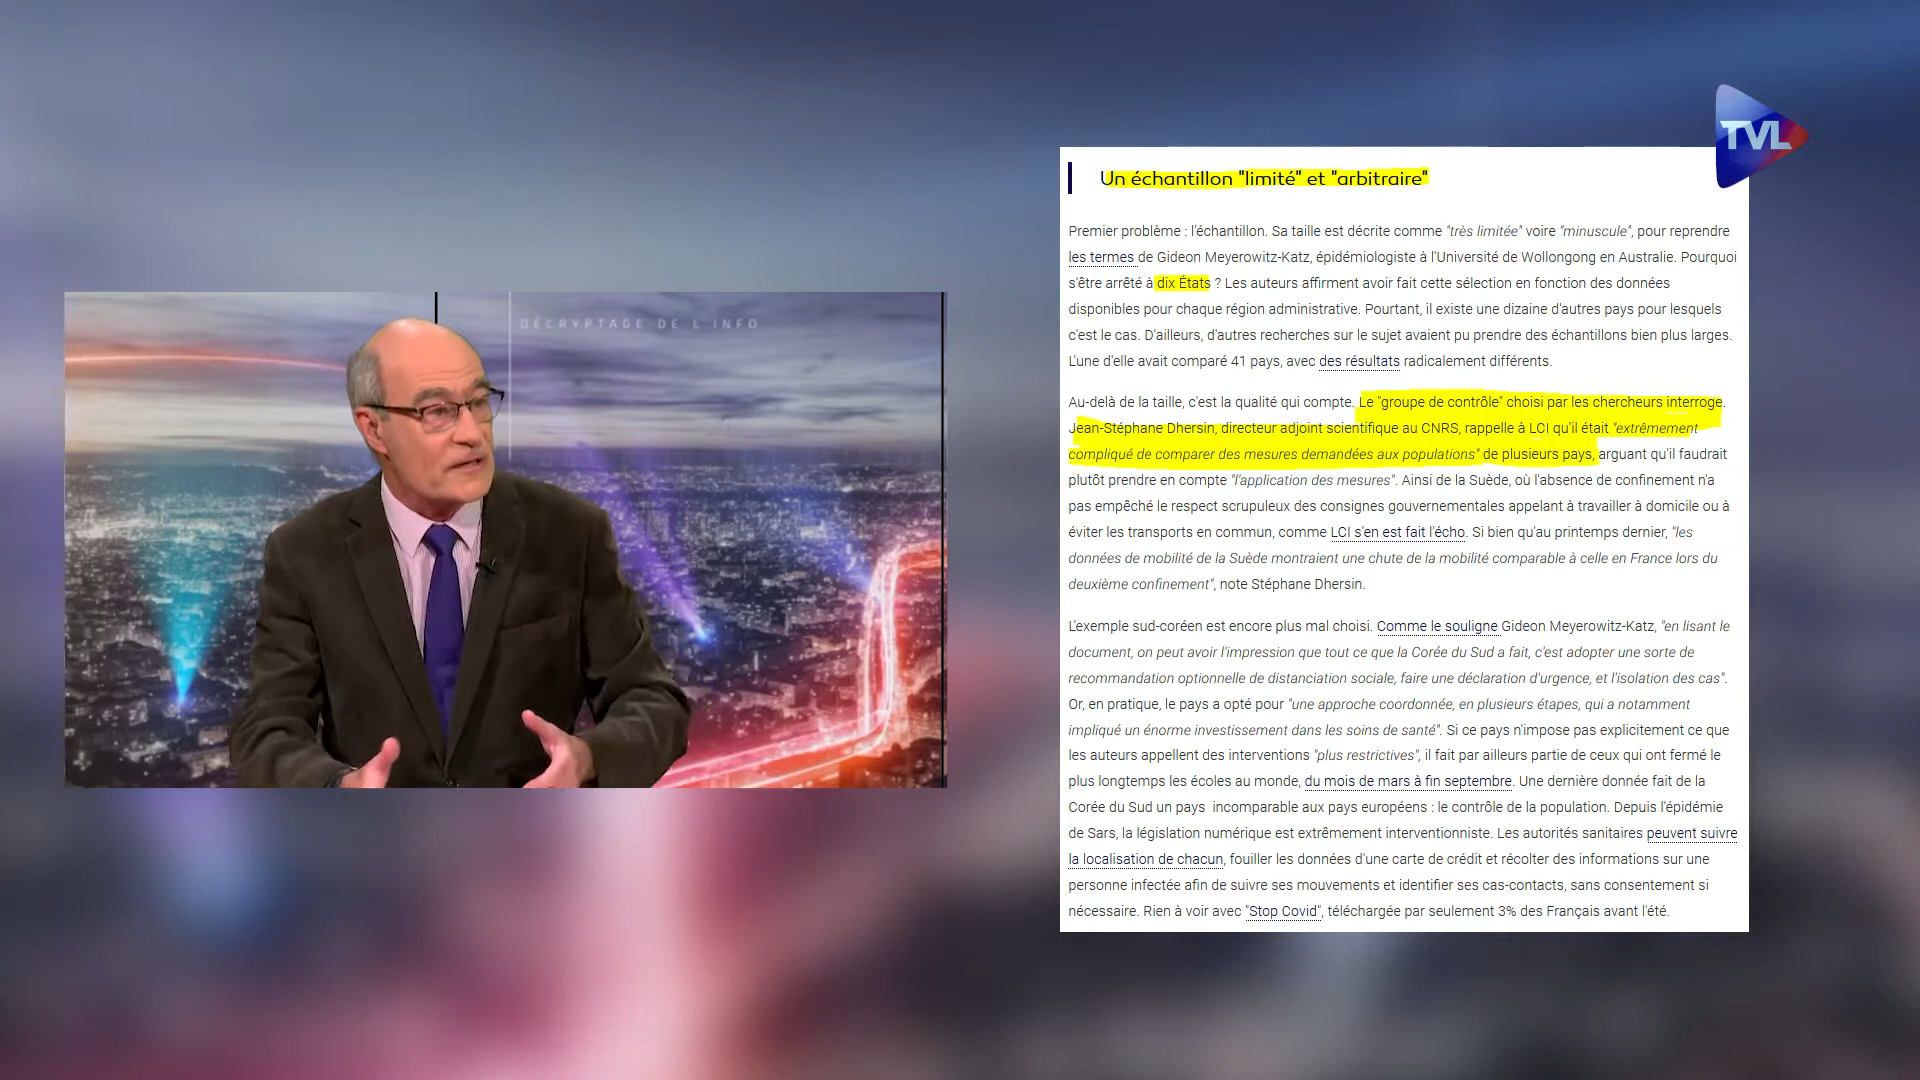 TVL
DÉCRYPTAGE DE L'INFO
Un échantillon "limité" et "arbitraire"
Premier problème : l'échantillon. Sa taille est décrite comme "très limitée" voire "minuscule", pour reprendre
les termes de Gideon Meyerowitz-Katz, épidémiologiste à l'Université de Wollongong en Australie. Pourquoi
s'être arrêté à dix États ? Les auteurs affirment avoir fait cette sélection en fonction des données
disponibles pour chaque région administrative. Pourtant, il existe une dizaine d'autres pays pour lesquels
c'est le cas. D'ailleurs, d'autres recherches sur le sujet avaient pu prendre des échantillons bien plus larges.
L'une d'elle avait comparé 41 pays, avec des résultats radicalement différents.
Au-delà de la taille, c'est la qualité qui compte. Le "groupe de contrôle" choisi par les chercheurs interroge.
Jean-Stéphane Dhersin, directeur adjoint scientifique au CNRS, rappelle à LCI qu'il était "extrêmement
compliqué de comparer des mesures demandées aux populations" de plusieurs pays, arguant qu'il faudrait
plutôt prendre en compte "l'application des mesures". Ainsi de la Suède, où l'absence de confinement n'a
pas empêché le respect scrupuleux des consignes gouvernementales appelant à travailler à domicile ou à
éviter les transports en commun, comme LCI s'en est fait l'écho. Si bien qu'au printemps dernier, "les
données de mobilité de la Suède montraient une chute de la mobilité comparable à celle en France lors du
deuxième confinement", note Stéphane Dhersin.
L'exemple sud-coréen est encore plus mal choisi. Comme le souligne Gideon Meyerowitz-Katz, "en lisant le
document, on peut avoir l'impression que tout ce que la Corée du Sud a fait, c'est adopter une sorte de
recommandation optionnelle de distanciation sociale, faire une déclaration d'urgence, et l'isolation des cas".
Or, en pratique, le pays a opté pour "une approche coordonnée, en plusieurs étapes, qui a notamment
impliqué un énorme investissement dans les soins de santé". Si ce pays n'impose pas explicitement ce que
les auteurs appellent des interventions "plus restrictives", il fait par ailleurs partie de ceux qui ont fermé le
plus longtemps les écoles au monde, du mois de mars à fin septembre. Une dernière donnée fait de la
Corée du Sud un pays incomparable aux pays européens : le contrôle de la population. Depuis l'épidémie
de Sars, la législation numérique est extrêmement interventionniste. Les autorités sanitaires peuvent suivre
la localisation de chacun, fouiller les données d'une carte de crédit et récolter des informations sur une
personne infectée afin de suivre ses mouvements et identifier ses cas-contacts, sans consentement si
nécessaire. Rien à voir avec "Stop Covid", téléchargée par seulement 3% des Français avant l'été.